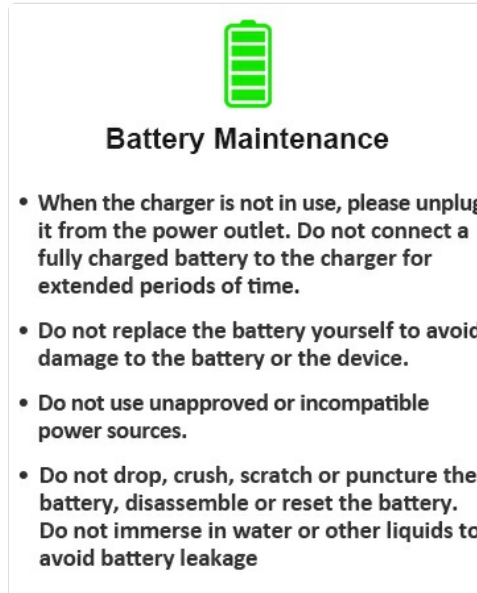 Battery Maintenance
• When the charger is not in use, please unplug
it from the power outlet. Do not connect a
fully charged battery to the charger for
extended periods of time.
• Do not replace the battery yourself to avoid
damage to the battery or the device.
• Do not use unapproved or incompatible
power sources.
• Do not drop, crush, scratch or puncture the
battery, disassemble or reset the battery.
Do not immerse in water or other liquids to
avoid battery leakage